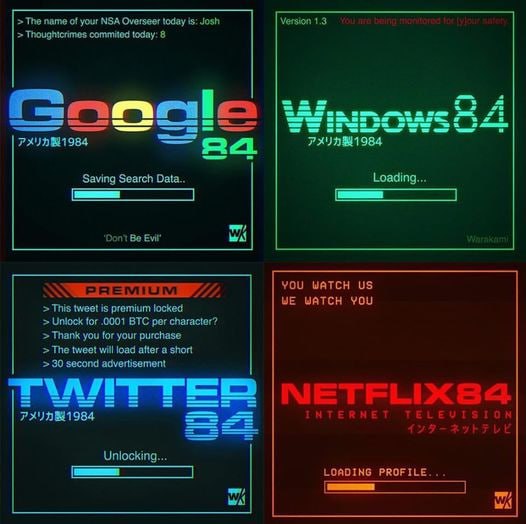 > The name of your NSA Overseer today is: Josh
> Thoughtcrimes commited today: 8
Google
アメリカ製1984
84
Saving Search Data..
'Don't Be Evil'
WK
Version 1.3
You are being monitored for [y]our safety.
WINDOWS84
アメリカ製1984
Loading...
Warakami
PREMIUM
> This tweet is premium locked
> Unlock for .0001 BTC per character?
> Thank you for your purchase
> The tweet will load after a short
> 30 second advertisement
TWITTER
アメリカ製1984
84
Unlocking...
WK
YOU WATCH US
WE WATCH YOU
NETFLIX84
INTERNET TELEVISION
インターネットテレビ
LOADING PROFILE...
WK